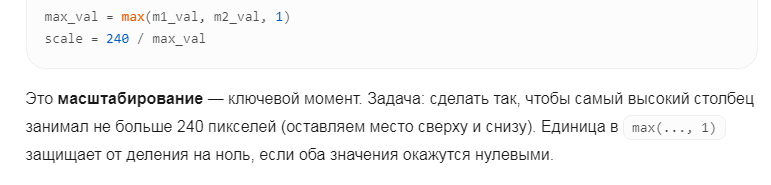 max_val = max(m1_val, m2_val, 1)
scale = 240 / max_val
Это масштабирование — ключевой момент. Задача: сделать так, чтобы самый высокий столбец
занимал не больше 240 пикселей (оставляем место сверху и снизу). Единица в max(..., 1)
защищает от деления на ноль, если оба значения окажутся нулевыми.